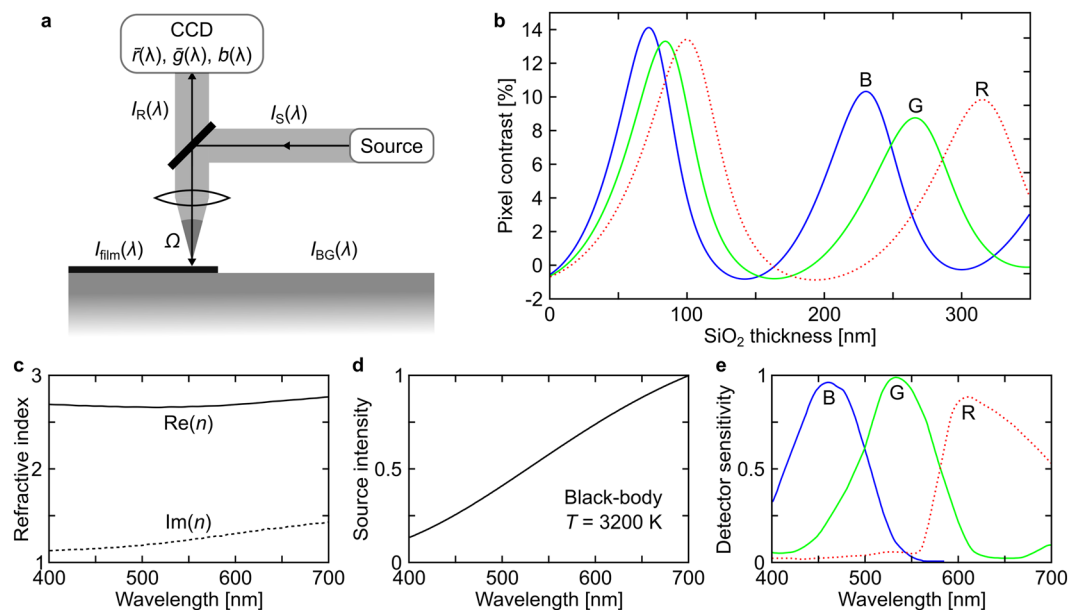 a
CCD
r̄(λ), ḡ(λ), b(λ)
I_R(λ)
I_S(λ)
Source
Ω
I_film(λ)
I_BG(λ)
b
Pixel contrast [%]
14
12
10
8
6
4
2
0
-2
B
G
R
0
100
200
300
SiO₂ thickness [nm]
c
Refractive index
3
2
1
Re(n)
Im(n)
400
500
600
700
Wavelength [nm]
d
Source intensity
1
0.5
0
Black-body
T = 3200 K
400
500
600
700
Wavelength [nm]
e
Detector sensitivity
1
0.5
0
B
G
R
400
500
600
700
Wavelength [nm]